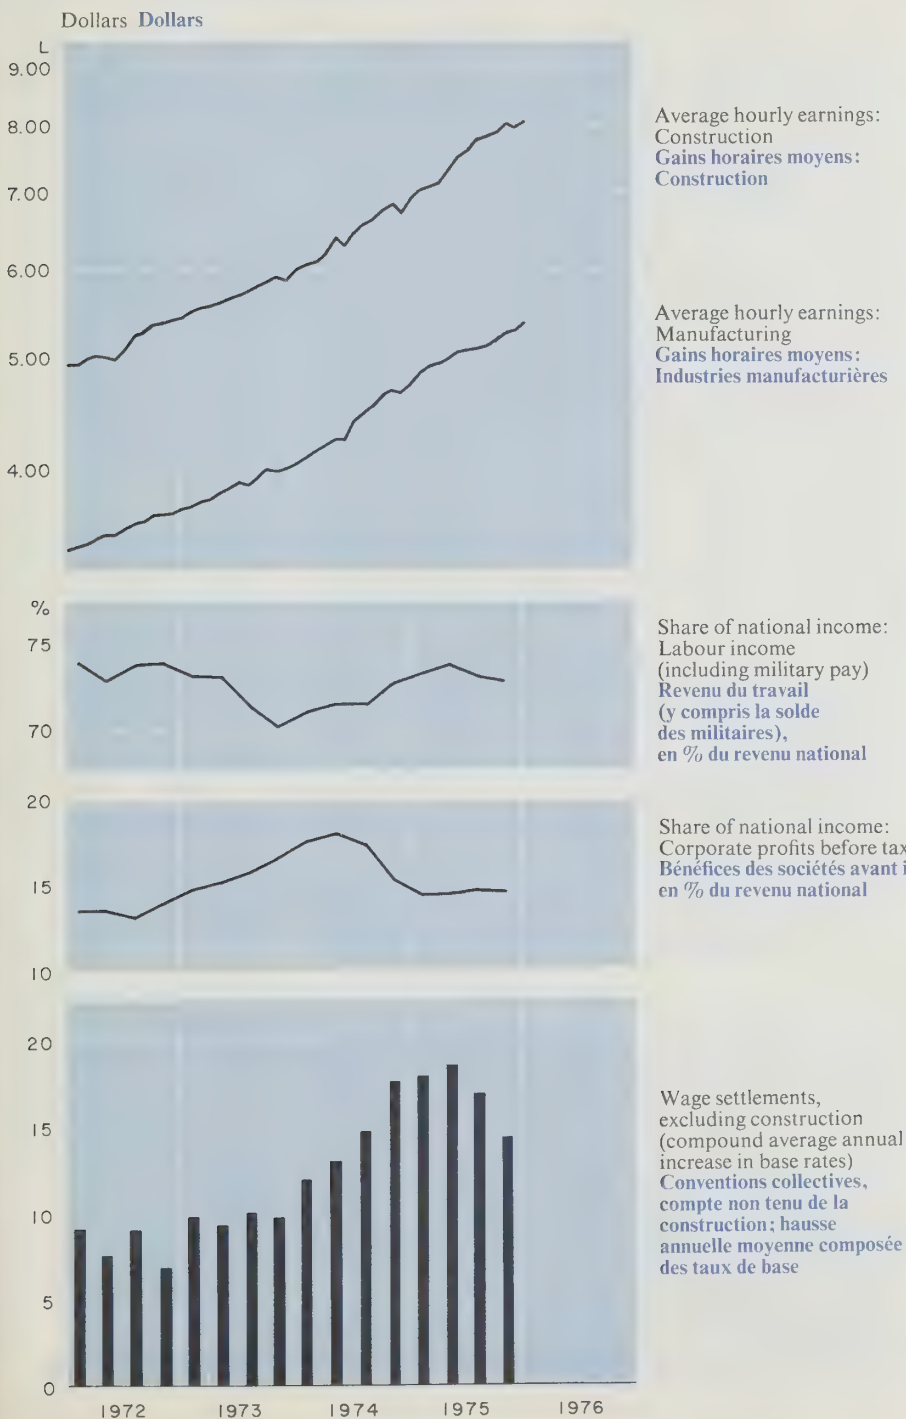 Dollars Dollars
L
9.00
8.00
7.00
6.00
5.00
4.00
Average hourly earnings:
Construction
Gains horaires moyens:
Construction
Average hourly earnings:
Manufacturing
Gains horaires moyens:
Industries manufacturières
%
75
70
Share of national income:
Labour income
(including military pay)
Revenu du travail
(y compris la solde
des militaires),
en % du revenu national
20
15
10
Share of national income:
Corporate profits before tax
Bénéfices des sociétés avant i
en % du revenu national
20
15
10
5
0
Wage settlements,
excluding construction
(compound average annual
increase in base rates)
Conventions collectives,
compte non tenu de la
construction; hausse
annuelle moyenne composée
des taux de base
1972 1973 1974 1975 1976